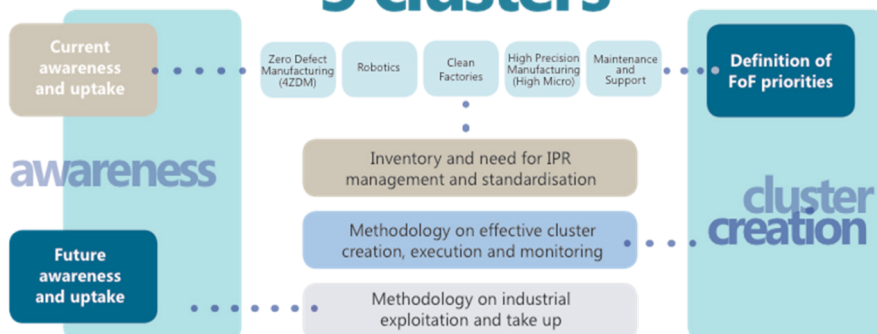 5 clusters
Current
awareness
and uptake
Zero Defect
Manufacturing
(4ZDM)
Robotics
Clean
Factories
High Precision
Manufacturing
(High Micro)
Maintenance
and
Support
Definition of
FoF priorities
awareness
Inventory and need for IPR
management and standardisation
cluster
creation
Methodology on effective cluster
creation, execution and monitoring
Future
awareness
and uptake
Methodology on industrial
exploitation and take up